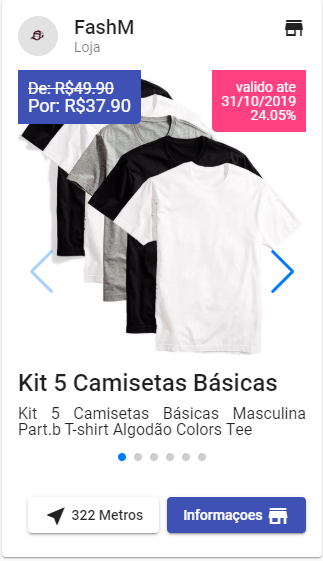 FashM
Loja
De: R$49.90
Por: R$37.90
valido ate
31/10/2019
24.05%
Kit 5 Camisetas Básicas
Kit 5 Camisetas Básicas Masculina
Part.b T-shirt Algodão Colors Tee
322 Metros
Informaçoes